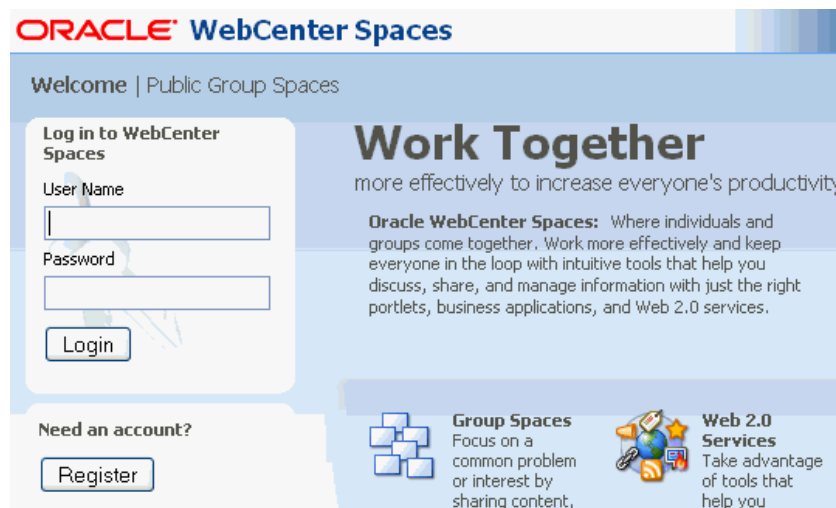 ORACLE WebCenter Spaces
Welcome | Public Group Spaces
Log in to WebCenter
Spaces
User Name
Password
Login
Need an account?
Register
Work Together
more effectively to increase everyone's productivity
Oracle WebCenter Spaces: Where individuals and
groups come together. Work more effectively and keep
everyone in the loop with intuitive tools that help you
discuss, share, and manage information with just the right
portlets, business applications, and Web 2.0 services.
Group Spaces
Focus on a
common problem
or interest by
sharing content,
Web 2.0
Services
Take advantage
of tools that
help you